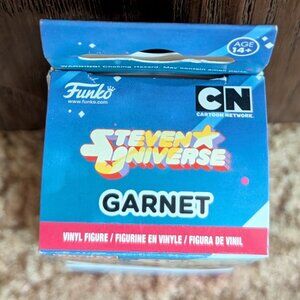 AGE
14+
WARNING! Choking Hazard. May contain small parts.
Funko
www.funko.com
CN
CARTOON NETWORK
STEVEN
UNIVERSE
GARNET
VINYL FIGURE / FIGURINE EN VINYLE / FIGURA DE VINIL